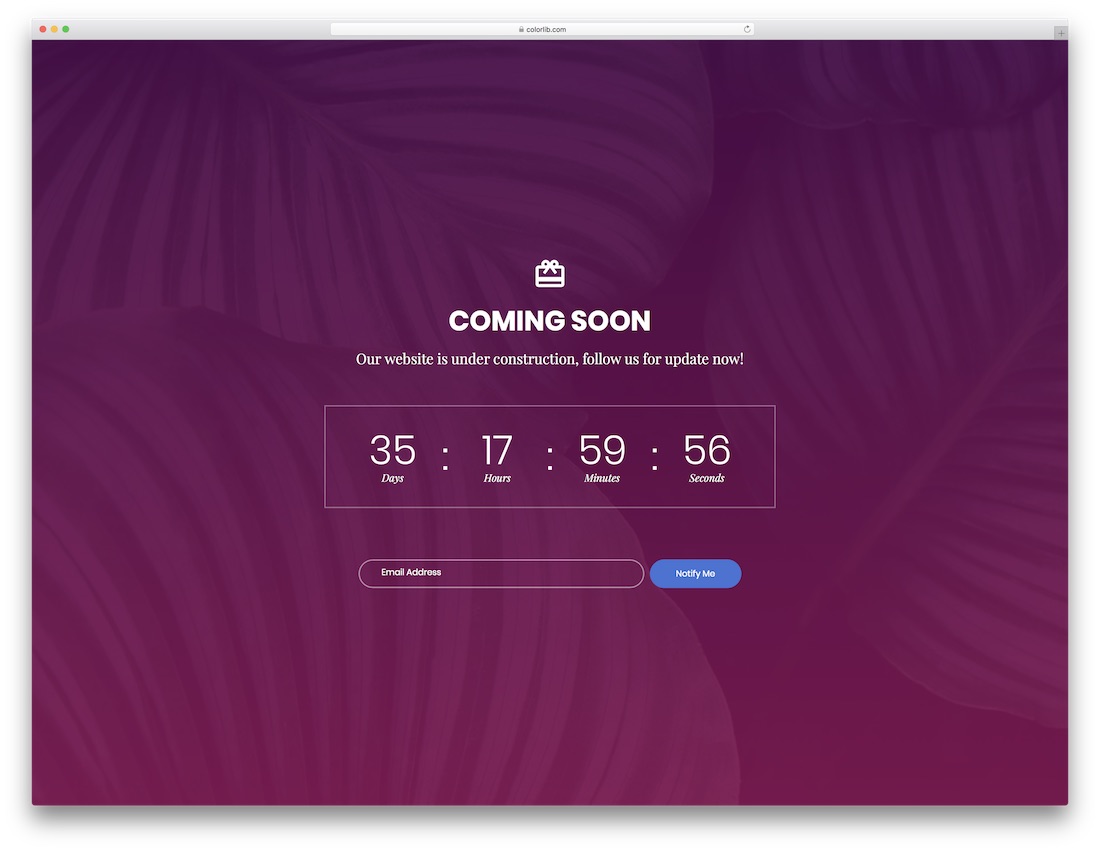 colorlib.com
COMING SOON
Our website is under construction, follow us for update now!
35 : 17 : 59 : 56
Days Hours Minutes Seconds
Email Address Notify Me